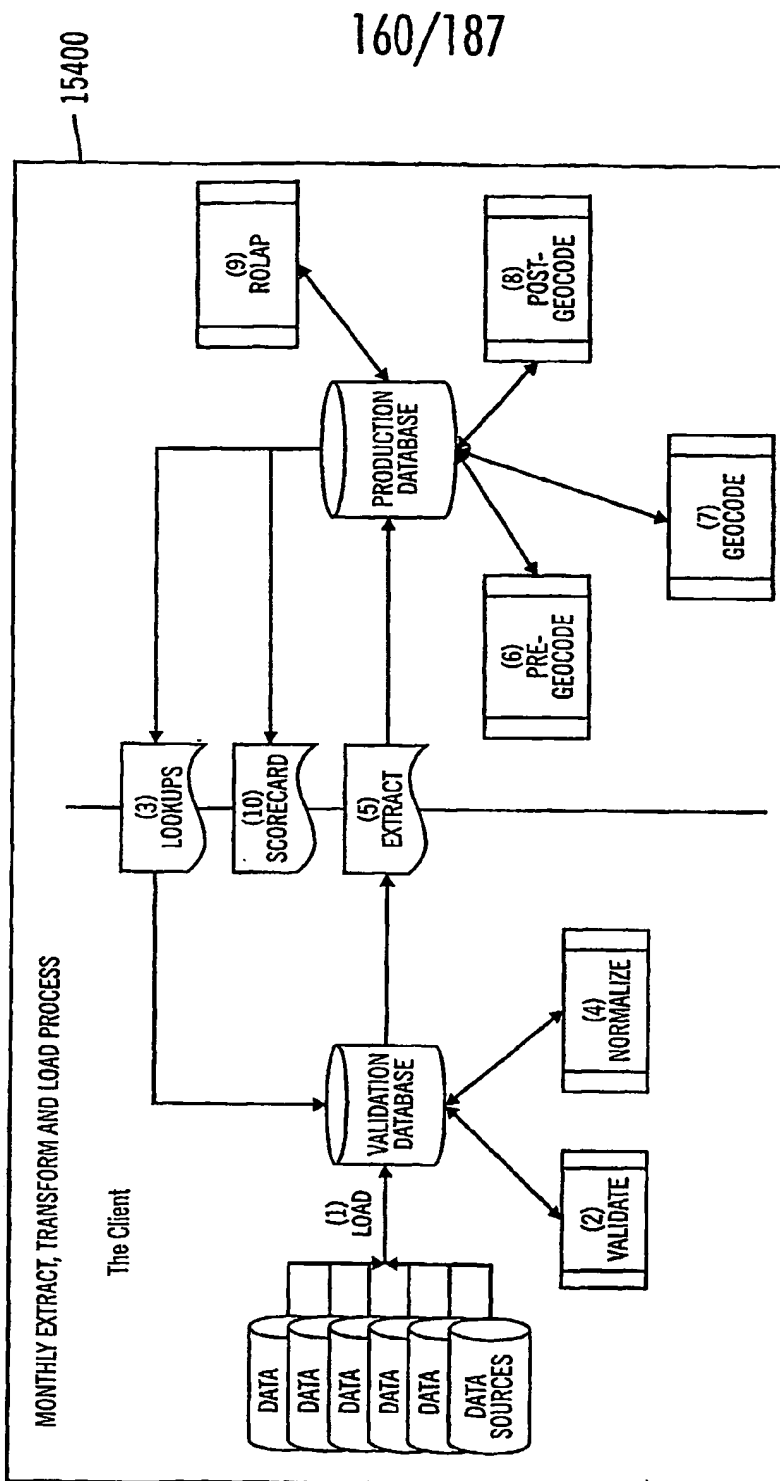 160/187
15400
MONTHLY EXTRACT, TRANSFORM AND LOAD PROCESS
The Client
DATA
DATA
DATA
DATA
DATA
DATA
SOURCES
(1)
LOAD
VALIDATION
DATABASE
(2)
VALIDATE
(4)
NORMALIZE
(3)
LOOKUPS
(10)
SCORECARD
(5)
EXTRACT
PRODUCTION
DATABASE
(6)
PRE-
GEOCODE
(7)
GEOCODE
(8)
POST-
GEOCODE
(9)
ROLAP